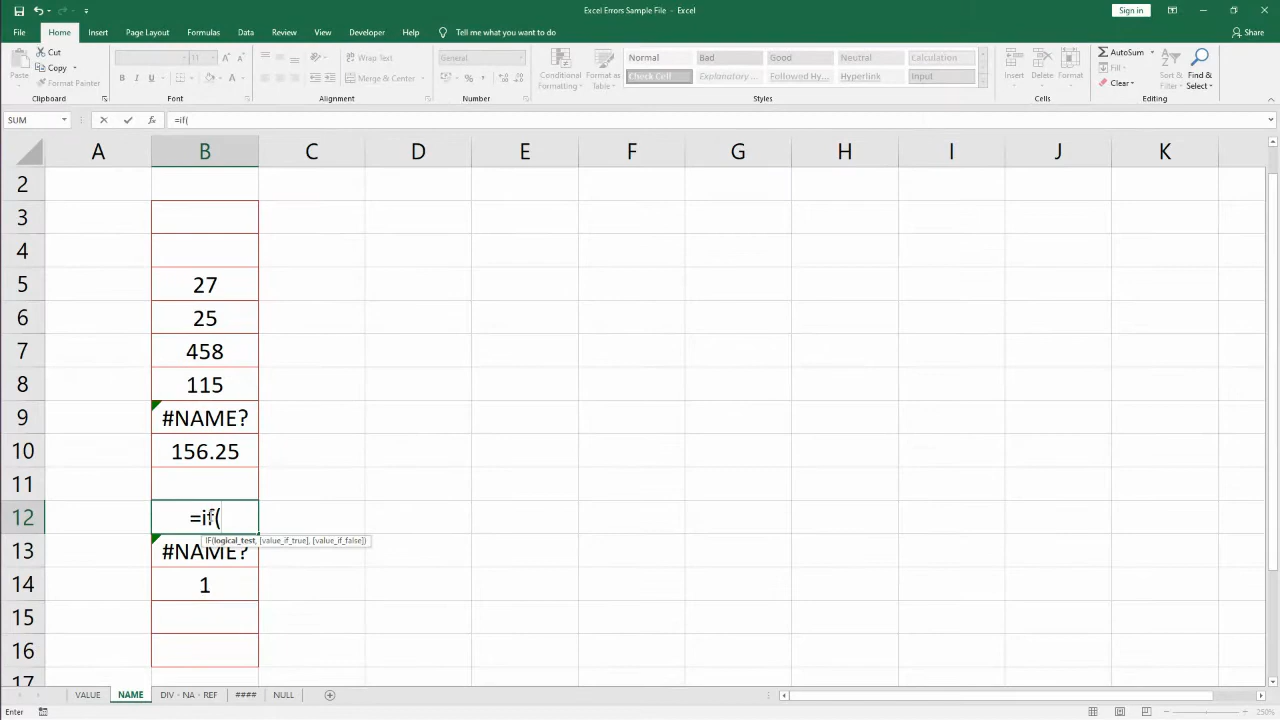 Excel Errors Sample File - Excel
Sign in
File Home Insert Page Layout Formulas Data Review View Developer Help Tell me what you want to do Share
Paste
Cut
Copy
Format Painter
Clipboard
11
B I U
Font
Wrap Text
Merge & Center
Alignment
General
Number
Conditional Formatting
Format as Table
Normal Bad Good Neutral Calculation
Check Cell Explanatory... Followed Hy... Hyperlink Input
Styles
Insert Delete Format
Cells
AutoSum
Fill
Clear
Sort & Filter
Find & Select
Editing
SUM fx =if(
A B C D E F G H I J K
2
3
4
5 27
6 25
7 458
8 115
9 #NAME?
10 156.25
11
12 =if(
IF(logical_test, [value_if_true], [value_if_false])
13 #NAME?
14 1
15
16
17
VALUE NAME DIV - NA - REF #### NULL
Enter 250%